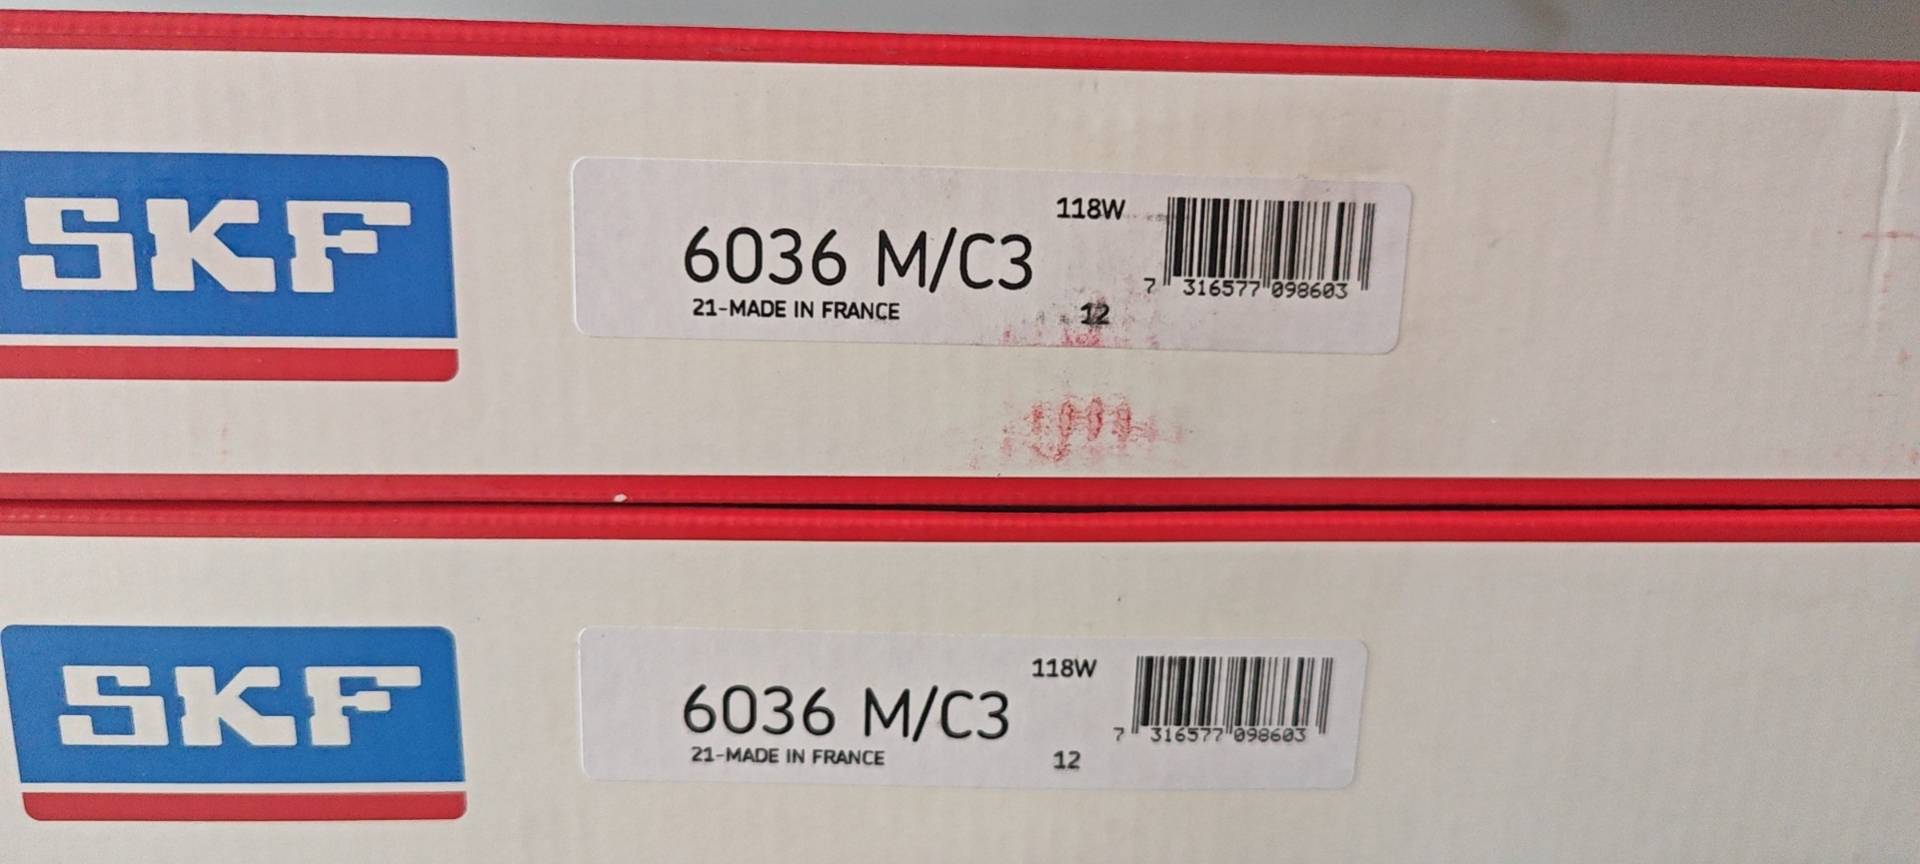 SKF
118W
6036 M/C3
21-MADE IN FRANCE
12
7 316577 098603
SKF
118W
6036 M/C3
21-MADE IN FRANCE
12
7 316577 098603